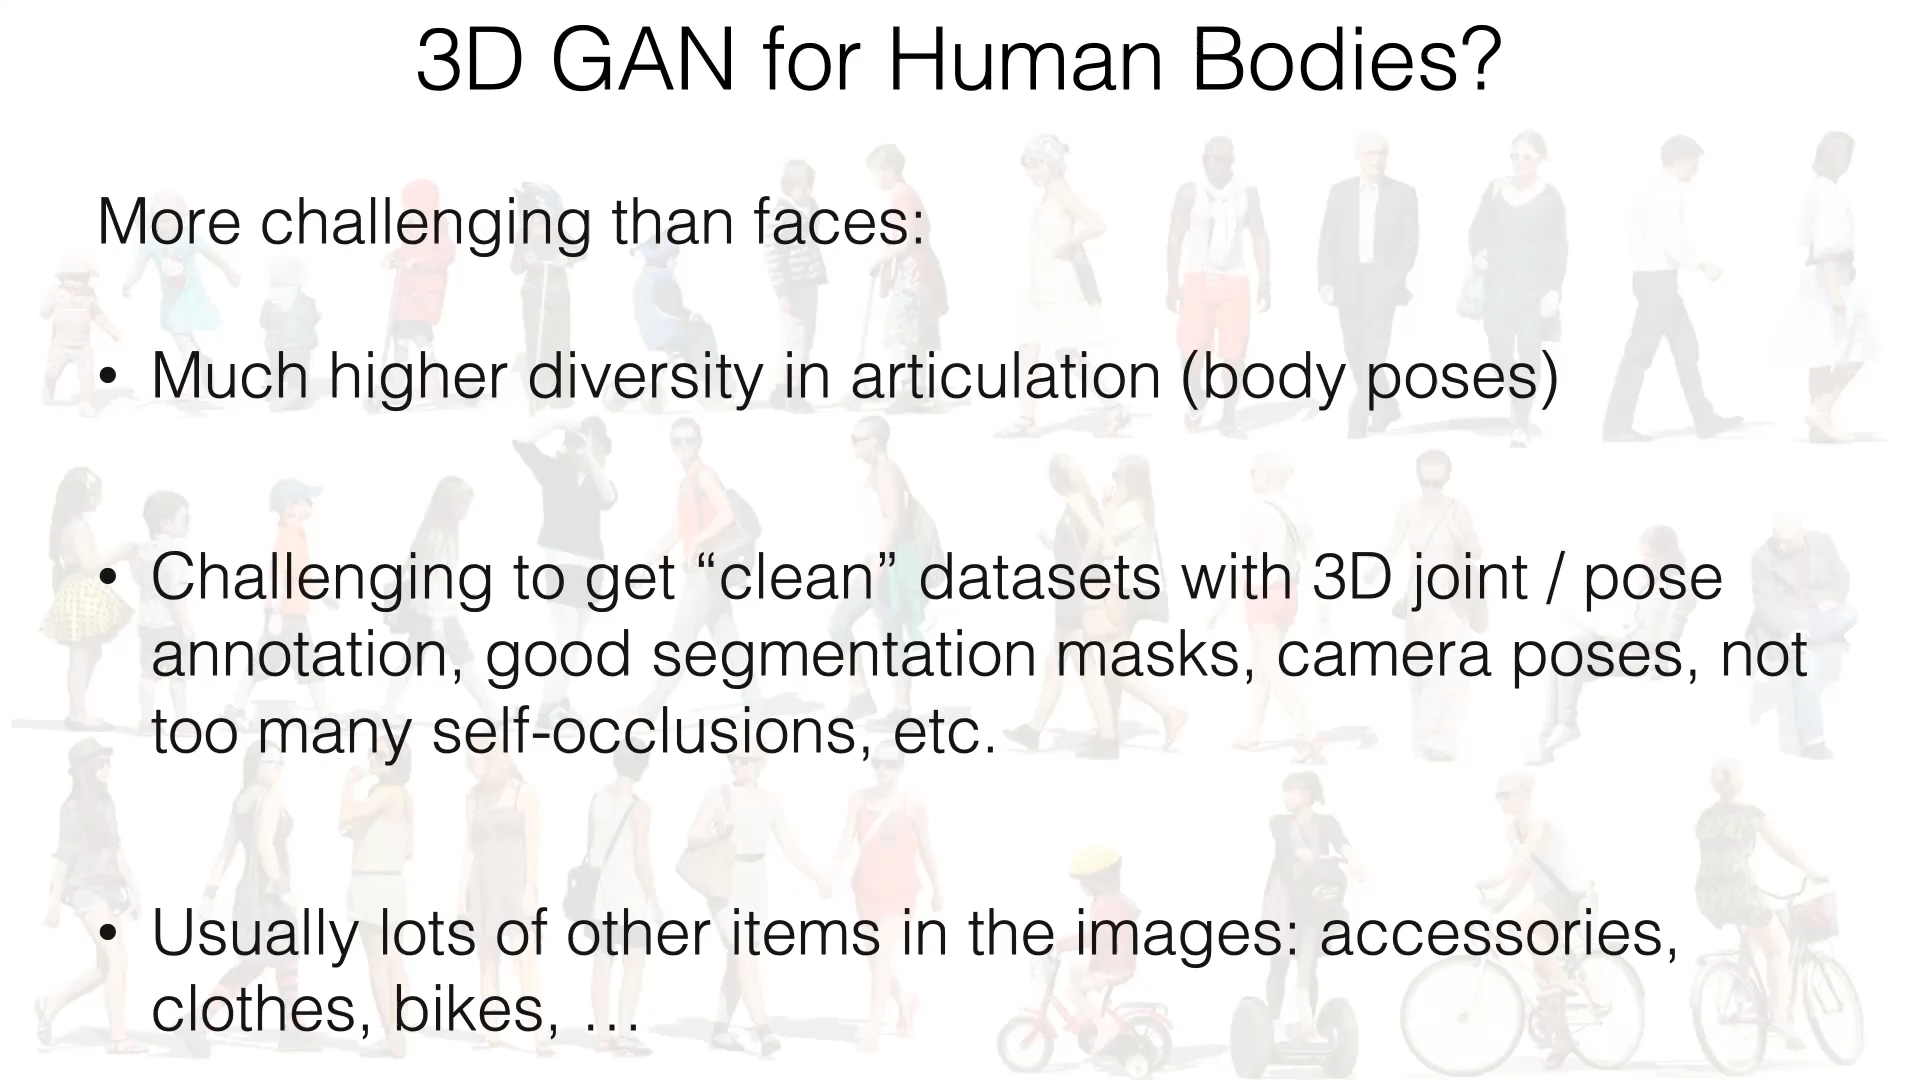 3D GAN for Human Bodies?
More challenging than faces:
• Much higher diversity in articulation (body poses)
• Challenging to get “clean” datasets with 3D joint / pose
annotation, good segmentation masks, camera poses, not
too many self-occlusions, etc.
• Usually lots of other items in the images: accessories,
clothes, bikes, …